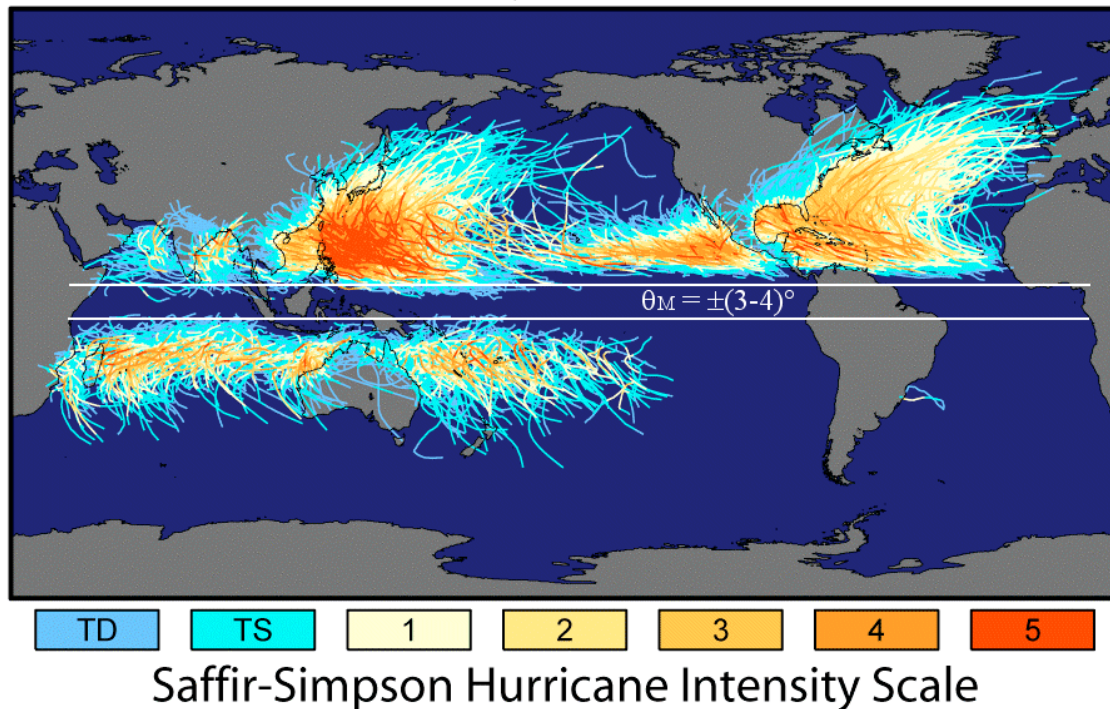 θM = ±(3-4)°
TD TS 1 2 3 4 5
Saffir-Simpson Hurricane Intensity Scale